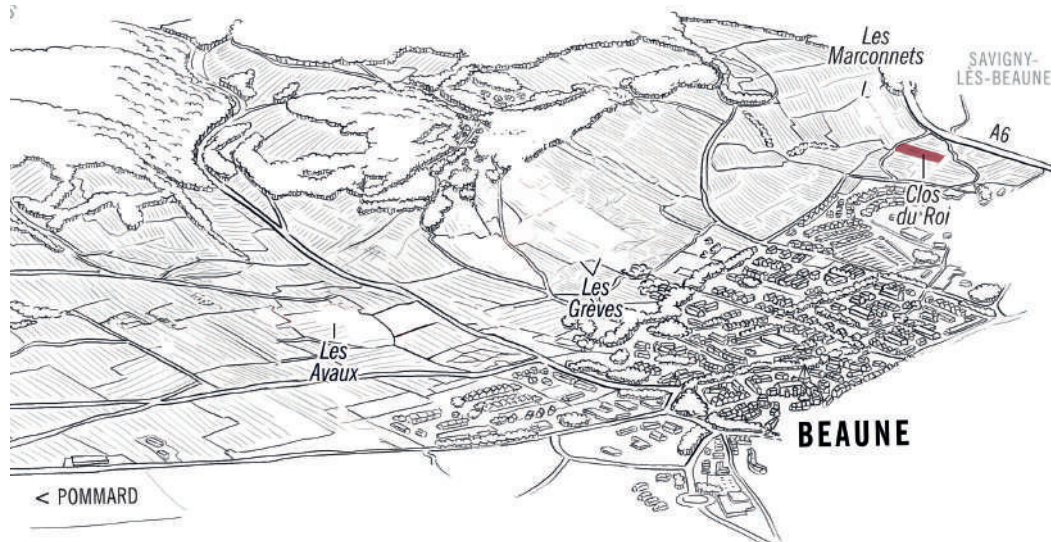 Les
Marconnets
SAVIGNY-
LÈS-BEAUNE
A6
Clos
du Roi
Les
Grèves
Les
Avaux
BEAUNE
< POMMARD